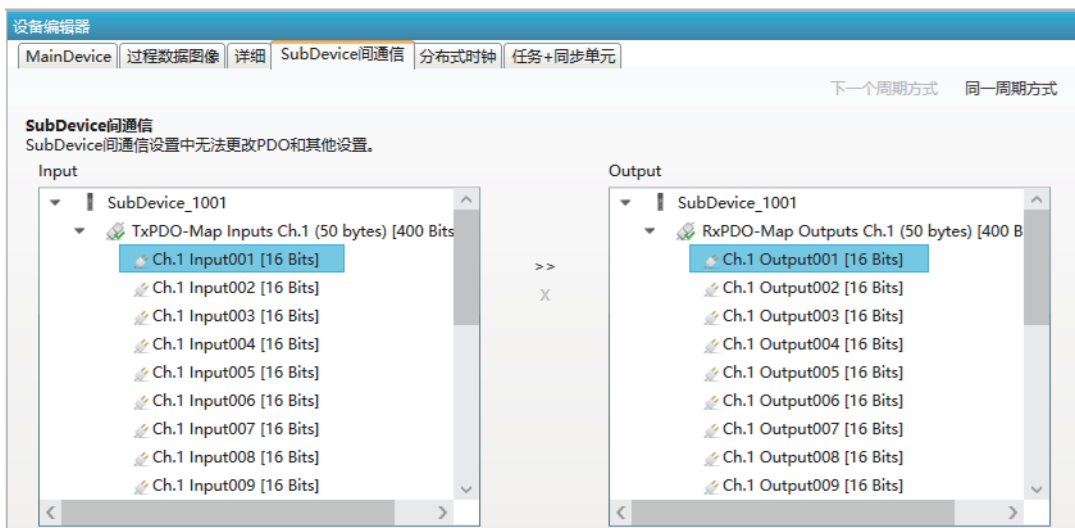 设备编辑器
MainDevice 过程数据图像 详细 SubDevice间通信 分布式时钟 任务+同步单元
下一个周期方式 同一周期方式
SubDevice间通信
SubDevice间通信设置中无法更改PDO和其他设置。
Input
SubDevice_1001
TxPDO-Map Inputs Ch.1 (50 bytes) [400 Bits
Ch.1 Input001 [16 Bits]
Ch.1 Input002 [16 Bits]
Ch.1 Input003 [16 Bits]
Ch.1 Input004 [16 Bits]
Ch.1 Input005 [16 Bits]
Ch.1 Input006 [16 Bits]
Ch.1 Input007 [16 Bits]
Ch.1 Input008 [16 Bits]
Ch.1 Input009 [16 Bits]
>>
X
Output
SubDevice_1001
RxPDO-Map Outputs Ch.1 (50 bytes) [400 B
Ch.1 Output001 [16 Bits]
Ch.1 Output002 [16 Bits]
Ch.1 Output003 [16 Bits]
Ch.1 Output004 [16 Bits]
Ch.1 Output005 [16 Bits]
Ch.1 Output006 [16 Bits]
Ch.1 Output007 [16 Bits]
Ch.1 Output008 [16 Bits]
Ch.1 Output009 [16 Bits]